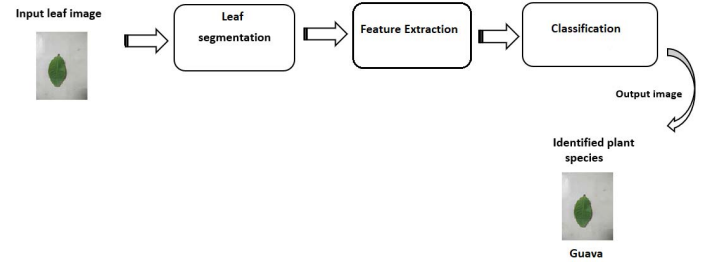 Input leaf image
Leaf
segmentation
Feature Extraction
Classification
Output image
Identified plant
species
Guava